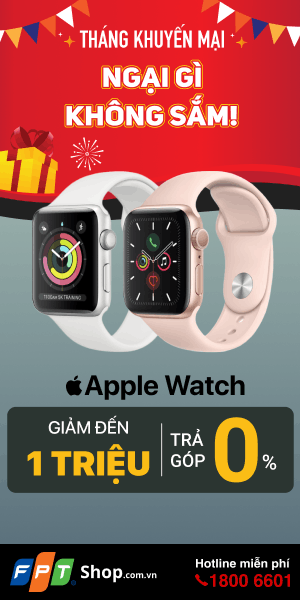 THÁNG KHUYẾN MẠI
NGẠI GÌ
KHÔNG SẮM!
Apple Watch
GIẢM ĐẾN
1 TRIỆU
TRẢ
GÓP
0%
FPT. Shop.com.vn
Hotline miễn phí
1800 6601